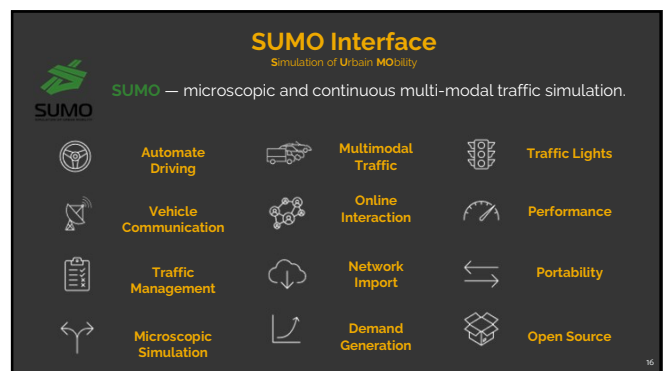 SUMO Interface
Simulation of Urbain MObility
SUMO
SUMO — microscopic and continuous multi-modal traffic simulation.
Automate
Driving
Multimodal
Traffic
Traffic Lights
Vehicle
Communication
Online
Interaction
Performance
Traffic
Management
Network
Import
Portability
Microscopic
Simulation
Demand
Generation
Open Source
16